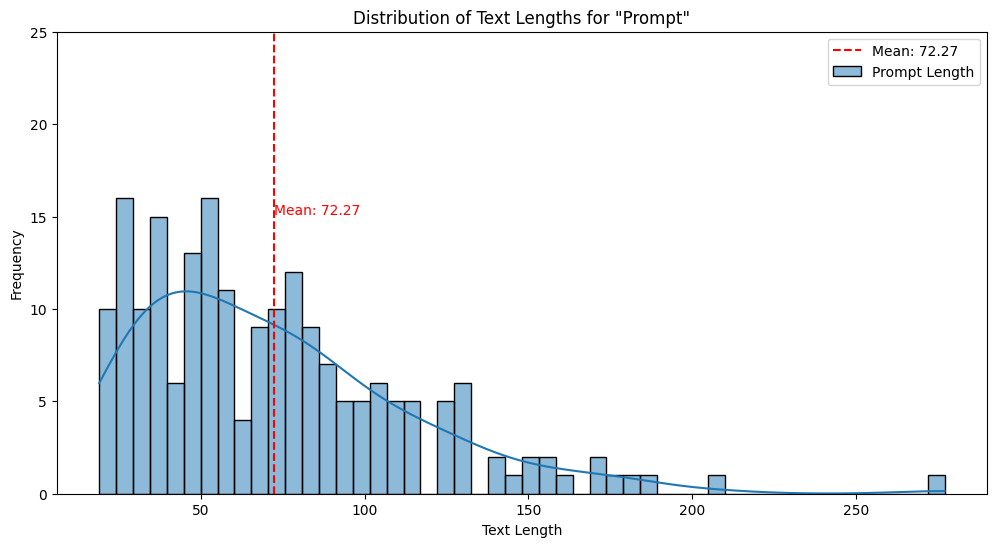 Distribution of Text Lengths for "Prompt"
25
20
15
10
5
0
Frequency
Mean: 72.27
Prompt Length
Mean: 72.27
50
100
150
200
250
Text Length